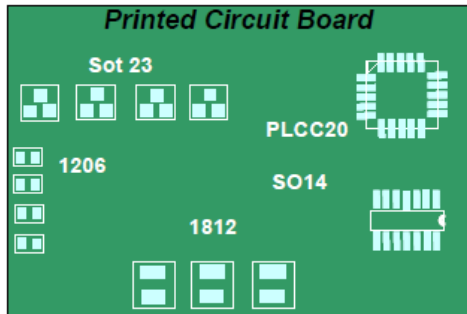 Printed Circuit Board
Sot 23
PLCC20
1206
SO14
1812